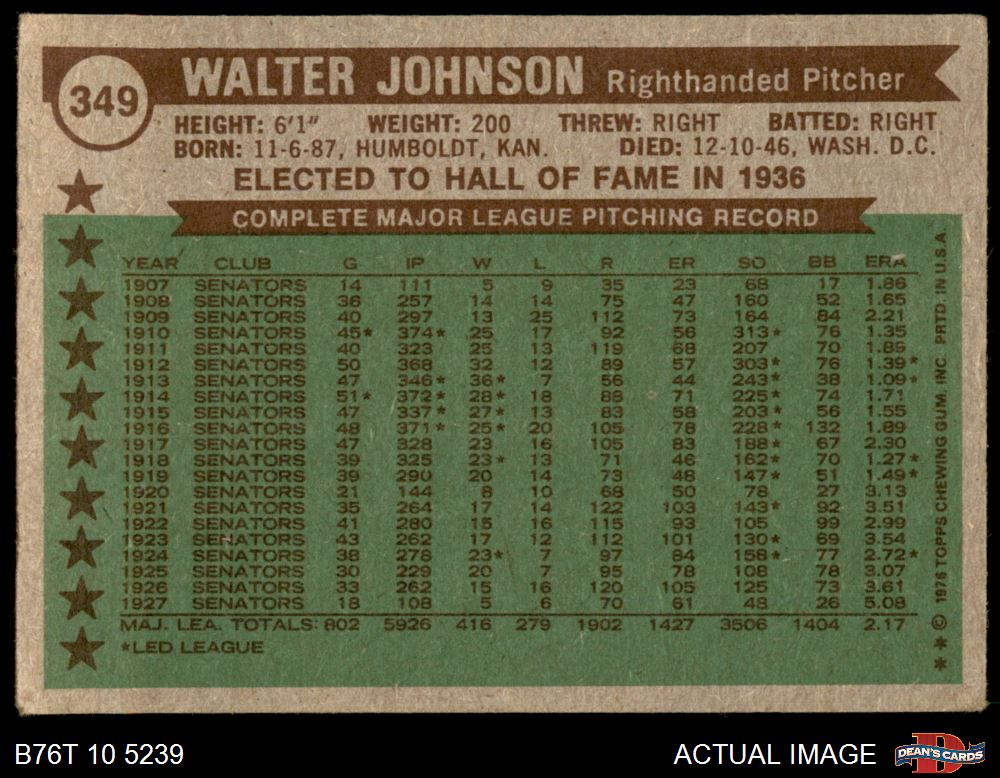 349
WALTER JOHNSON Righthanded Pitcher
HEIGHT: 6'1" WEIGHT: 200 THREW: RIGHT BATTED: RIGHT
BORN: 11-6-87, HUMBOLDT, KAN. DIED: 12-10-46, WASH. D.C.
ELECTED TO HALL OF FAME IN 1936
COMPLETE MAJOR LEAGUE PITCHING RECORD
YEAR CLUB G IP W L R ER SO BB ERA
1907 SENATORS 14 111 5 9 35 23 68 17 1.86
1908 SENATORS 36 257 14 14 75 47 160 52 1.65
1909 SENATORS 40 297 13 25 112 73 164 84 2.21
1910 SENATORS 45* 374* 25 17 92 56 313* 76 1.35
1911 SENATORS 40 323 25 13 119 68 207 70 1.89
1912 SENATORS 50 368 32 12 89 57 303* 76 1.39*
1913 SENATORS 47 346* 36* 7 56 44 243* 38 1.09*
1914 SENATORS 51* 372* 28* 18 88 71 225* 74 1.71
1915 SENATORS 47 337* 27* 13 83 58 203* 56 1.55
1916 SENATORS 48 371* 25* 20 105 78 228* 132 1.89
1917 SENATORS 47 328 23 16 105 83 188* 67 2.30
1918 SENATORS 39 325 23* 13 71 46 162* 70 1.27*
1919 SENATORS 39 290 20 14 73 48 147* 51 1.49*
1920 SENATORS 21 144 8 10 68 50 78 27 3.13
1921 SENATORS 35 264 17 14 122 103 143* 92 3.51
1922 SENATORS 41 280 15 16 115 93 105 99 2.99
1923 SENATORS 43 262 17 12 112 101 130* 69 3.54
1924 SENATORS 38 278 23* 7 97 84 158* 77 2.72*
1925 SENATORS 30 229 20 7 95 78 108 78 3.07
1926 SENATORS 33 262 15 16 120 105 125 73 3.61
1927 SENATORS 18 108 5 6 70 61 48 26 5.08
MAJ. LEA. TOTALS: 802 5926 416 279 1902 1427 3506 1404 2.17
*LED LEAGUE
* * © 1976 TOPPS CHEWING GUM, INC. PRTD. IN U.S.A.
B76T 10 5239
ACTUAL IMAGE
DEAN'S CARDS